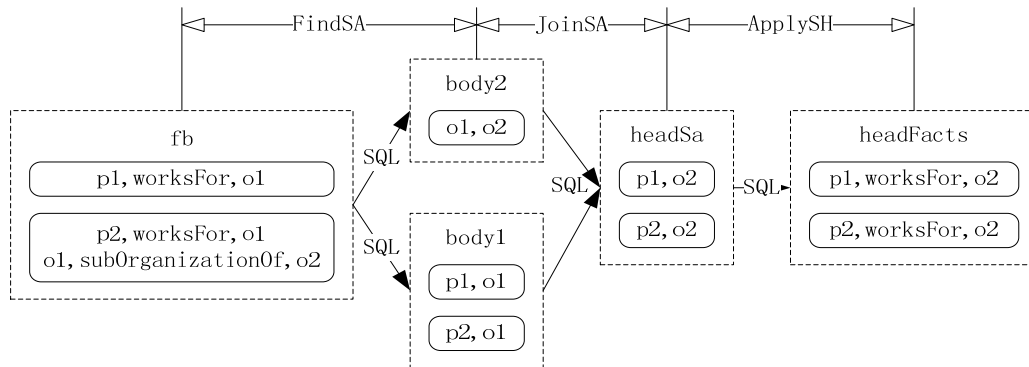 FindSA
JoinSA
ApplySH
fb
p1,worksFor,o1
p2,worksFor,o1
o1,subOrganizationOf,o2
SQL
SQL
body2
o1,o2
body1
p1,o1
p2,o1
SQL
headSa
p1,o2
p2,o2
SQL
headFacts
p1,worksFor,o2
p2,worksFor,o2